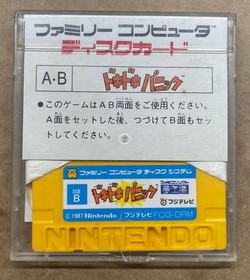 ファミリー コンピュータ
ディスクカード
A・B
ドキドキパニック
●このゲームはAB両面をご使用ください。
A面をセットした後、つづけてB面もセッ
トしてください。
ファミリー コンピュータ ディスク システム
SIDE
B
ドキドキパニック
夢工場
フジテレビ
© 1987 Nintendo/フジテレビ FCG-DRM
NINTENDO